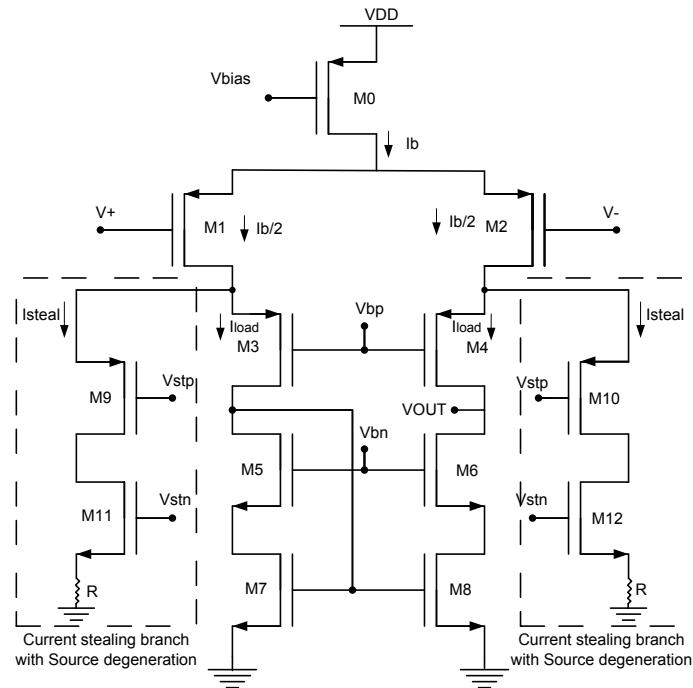 VDD
Vbias
M0
Ib
V+
M1
Ib/2
Ib/2
M2
V-
Isteal
Iload
M3
Vbp
Iload
M4
Isteal
M9
Vstp
VOUT
Vstp
M10
M5
Vbn
M6
M11
Vstn
Vstn
M12
M7
M8
R
R
Current stealing branch
with Source degeneration
Current stealing branch
with Source degeneration